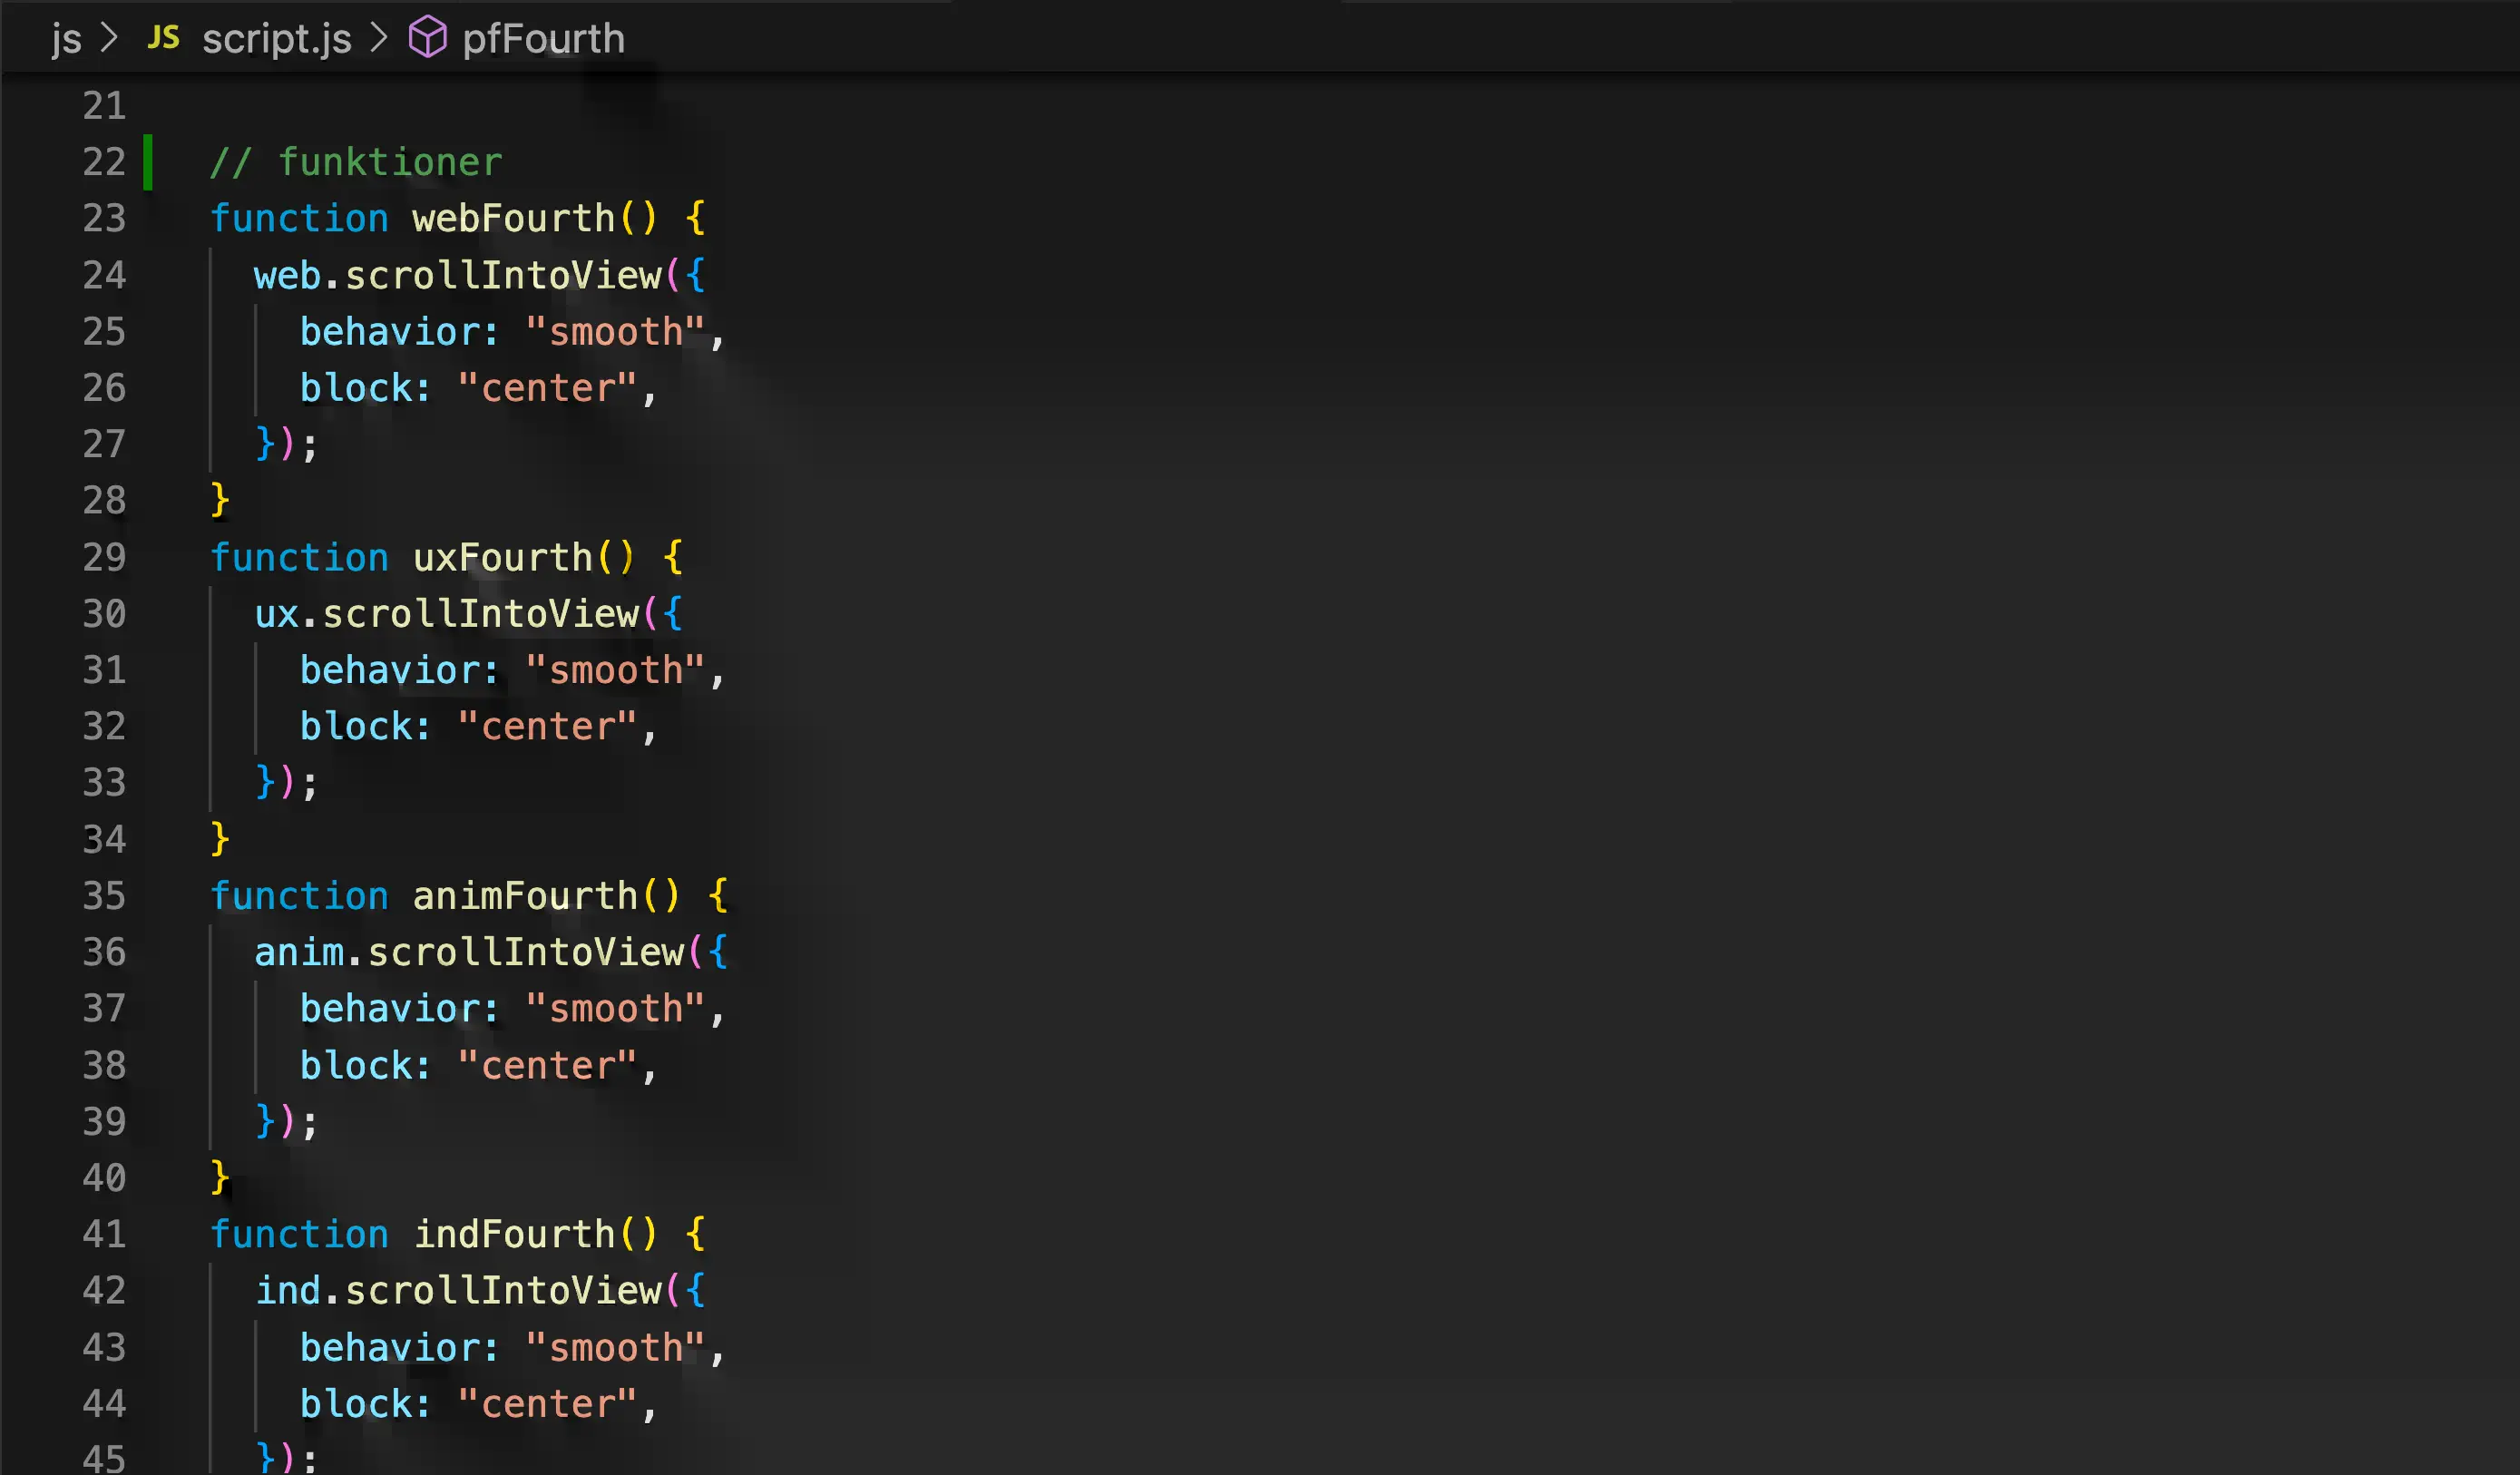 js > JS script.js > pfFourth
21
22 // funktioner
23 function webFourth() {
24 web.scrollIntoView({
25 behavior: "smooth",
26 block: "center",
27 });
28 }
29 function uxFourth() {
30 ux.scrollIntoView({
31 behavior: "smooth",
32 block: "center",
33 });
34 }
35 function animFourth() {
36 anim.scrollIntoView({
37 behavior: "smooth",
38 block: "center",
39 });
40 }
41 function indFourth() {
42 ind.scrollIntoView({
43 behavior: "smooth",
44 block: "center",
45 });